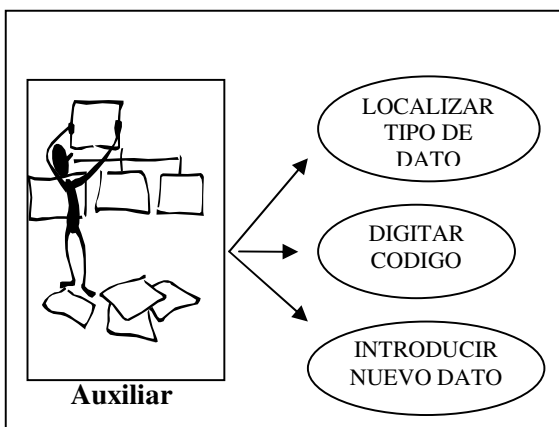 LOCALIZAR
TIPO DE
DATO
DIGITAR
CODIGO
INTRODUCIR
NUEVO DATO
Auxiliar